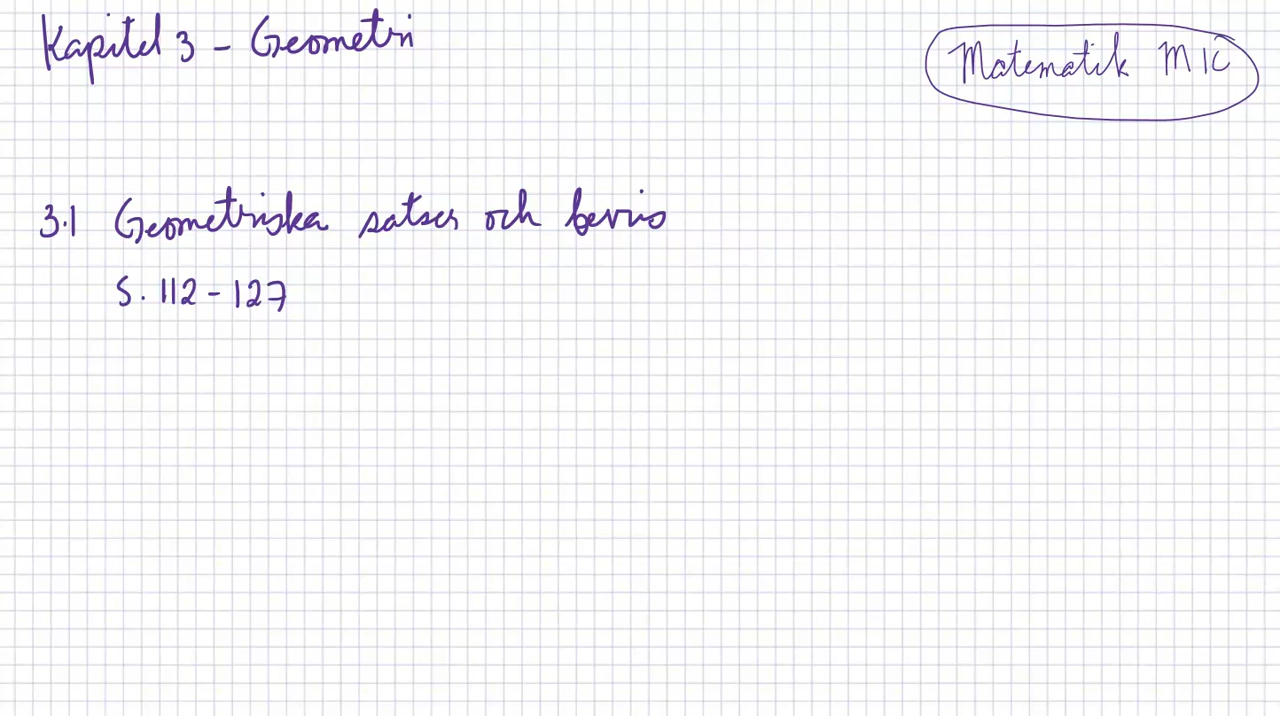 Kapitel 3 - Geometri
Matematik M1C
3.1 Geometriska satser och bevis
S. 112 - 127